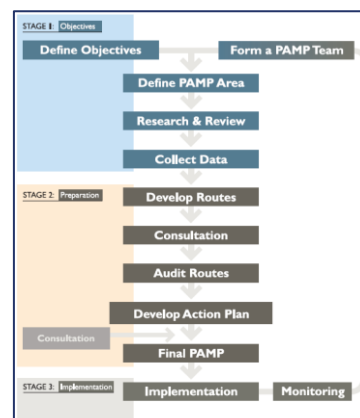 STAGE 1: Objectives
Define Objectives
Form a PAMP Team
Define PAMP Area
Research & Review
Collect Data
STAGE 2: Preparation
Develop Routes
Consultation
Audit Routes
Develop Action Plan
Consultation
Final PAMP
STAGE 3: Implementation
Implementation
Monitoring